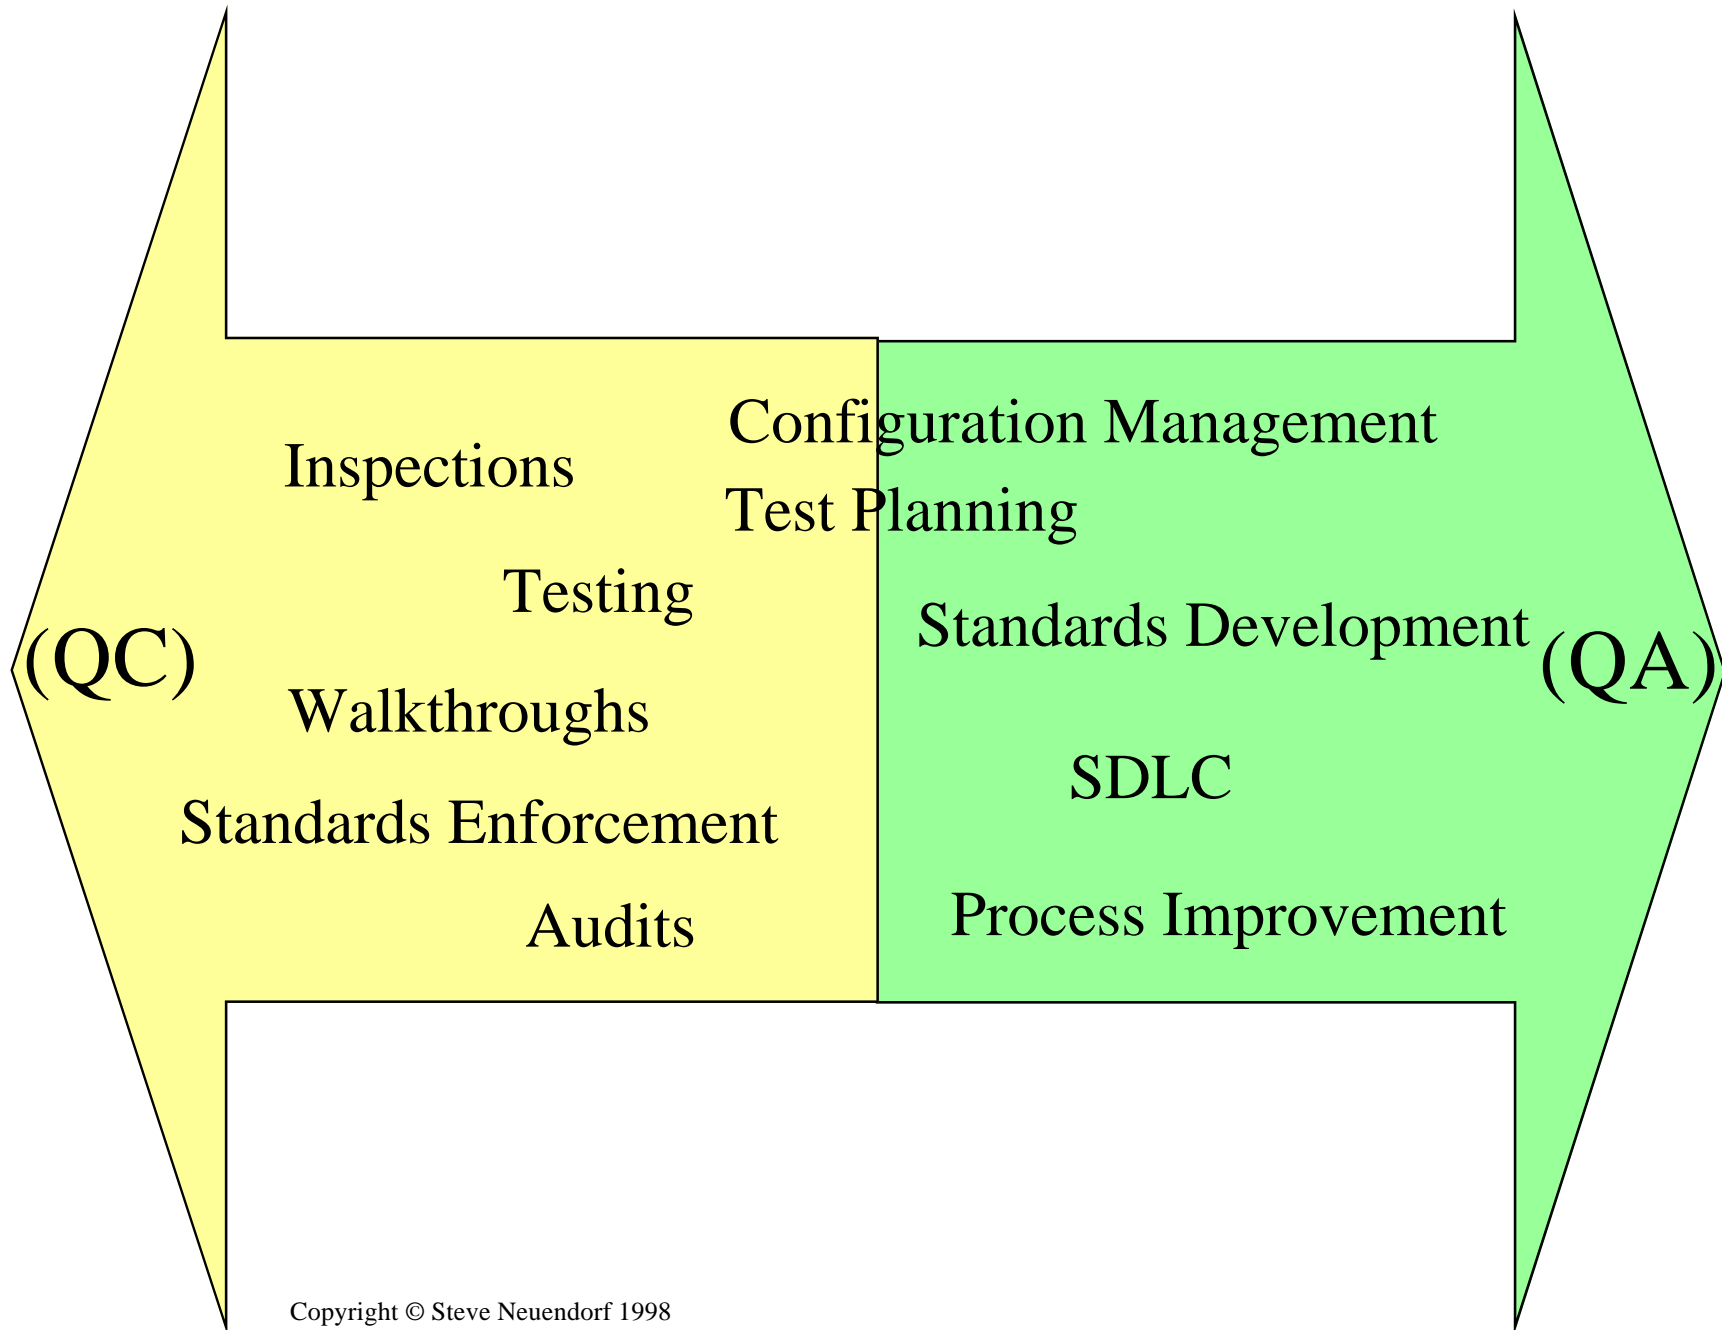 Configuration Management
Inspections
Test Planning
Testing
Standards Development
(QC)
(QA)
Walkthroughs
SDLC
Standards Enforcement
Process Improvement
Audits
Copyright © Steve Neuendorf 1998